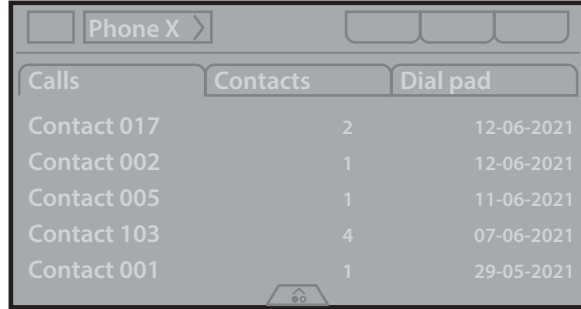 Phone X
Calls Contacts Dial pad
Contact 017 2 12-06-2021
Contact 002 1 12-06-2021
Contact 005 1 11-06-2021
Contact 103 4 07-06-2021
Contact 001 1 29-05-2021